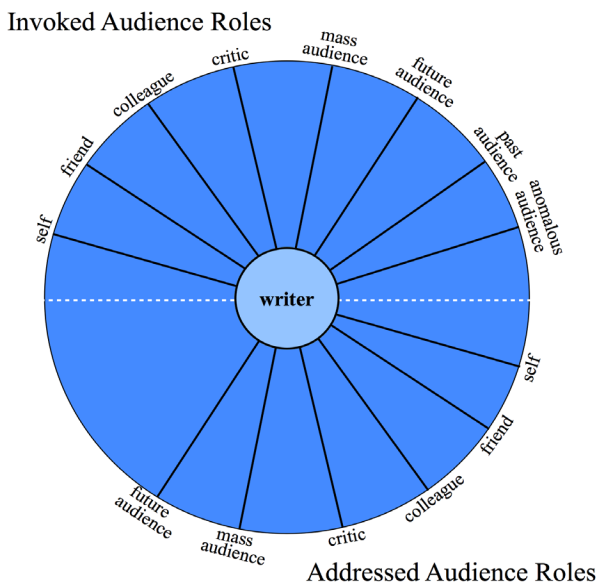 Invoked Audience Roles
self
friend
colleague
critic
mass
audience
future
audience
past
audience
anomalous
audience
writer
self
friend
colleague
critic
mass
audience
future
audience
Addressed Audience Roles